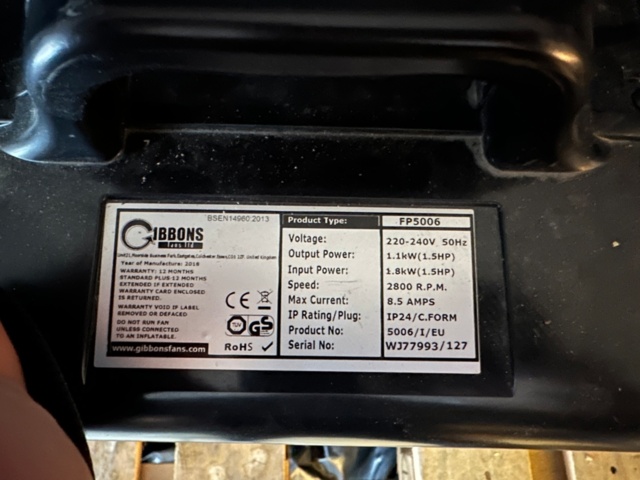 BSEN14960:2013
GIBBONS
fans ltd
Year of Manufacture: 2018
WARRANTY: 12 MONTHS
STANDARD PLUS 12 MONTHS
EXTENDED IF EXTENDED
WARRANTY CARD ENCLOSED
IS RETURNED.
WARRANTY VOID IF LABEL
REMOVED OR DEFACED
DO NOT RUN FAN
UNLESS CONNECTED
TO AN INFLATABLE.
www.gibbonsfans.com
CE
TUV GS
RoHS ✓
Product Type: FP5006
Voltage: 220-240V 50Hz
Output Power: 1.1kW(1.5HP)
Input Power: 1.8kW(1.5HP)
Speed: 2800 R.P.M.
Max Current: 8.5 AMPS
IP Rating/Plug: IP24/C.FORM
Product No: 5006/I/EU
Serial No: WJ77993/127